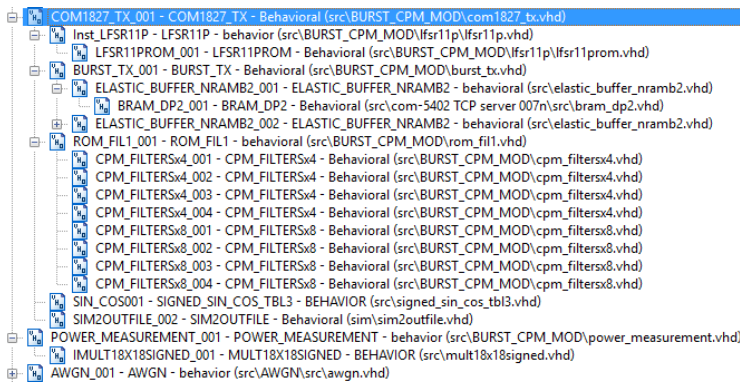 COM1827_TX_001 - COM1827_TX - Behavioral (src\BURST_CPM_MOD\com1827_tx.vhd)
Inst_LFSR11P - LFSR11P - behavior (src\BURST_CPM_MOD\lfsr11p\lfsr11p.vhd)
LFSR11PROM_001 - LFSR11PROM - Behavioral (src\BURST_CPM_MOD\lfsr11p\lfsr11prom.vhd)
BURST_TX_001 - BURST_TX - Behavioral (src\BURST_CPM_MOD\burst_tx.vhd)
ELASTIC_BUFFER_NRAMB2_001 - ELASTIC_BUFFER_NRAMB2 - behavioral (src\elastic_buffer_nramb2.vhd)
BRAM_DP2_001 - BRAM_DP2 - Behavioral (src\com-5402 TCP server 007n\src\bram_dp2.vhd)
ELASTIC_BUFFER_NRAMB2_002 - ELASTIC_BUFFER_NRAMB2 - behavioral (src\elastic_buffer_nramb2.vhd)
ROM_FIL1_001 - ROM_FIL1 - behavioral (src\BURST_CPM_MOD\rom_fil1.vhd)
CPM_FILTERSx4_001 - CPM_FILTERSx4 - Behavioral (src\BURST_CPM_MOD\cpm_filtersx4.vhd)
CPM_FILTERSx4_002 - CPM_FILTERSx4 - Behavioral (src\BURST_CPM_MOD\cpm_filtersx4.vhd)
CPM_FILTERSx4_003 - CPM_FILTERSx4 - Behavioral (src\BURST_CPM_MOD\cpm_filtersx4.vhd)
CPM_FILTERSx4_004 - CPM_FILTERSx4 - Behavioral (src\BURST_CPM_MOD\cpm_filtersx4.vhd)
CPM_FILTERSx8_001 - CPM_FILTERSx8 - Behavioral (src\BURST_CPM_MOD\cpm_filtersx8.vhd)
CPM_FILTERSx8_002 - CPM_FILTERSx8 - Behavioral (src\BURST_CPM_MOD\cpm_filtersx8.vhd)
CPM_FILTERSx8_003 - CPM_FILTERSx8 - Behavioral (src\BURST_CPM_MOD\cpm_filtersx8.vhd)
CPM_FILTERSx8_004 - CPM_FILTERSx8 - Behavioral (src\BURST_CPM_MOD\cpm_filtersx8.vhd)
SIN_COS001 - SIGNED_SIN_COS_TBL3 - BEHAVIOR (src\signed_sin_cos_tbl3.vhd)
SIM2OUTFILE_002 - SIM2OUTFILE - Behavioral (sim\sim2outfile.vhd)
POWER_MEASUREMENT_001 - POWER_MEASUREMENT - behavior (src\BURST_CPM_MOD\power_measurement.vhd)
IMULT18X18SIGNED_001 - MULT18X18SIGNED - BEHAVIOR (src\mult18x18signed.vhd)
AWGN_001 - AWGN - behavior (src\AWGN\src\awgn.vhd)